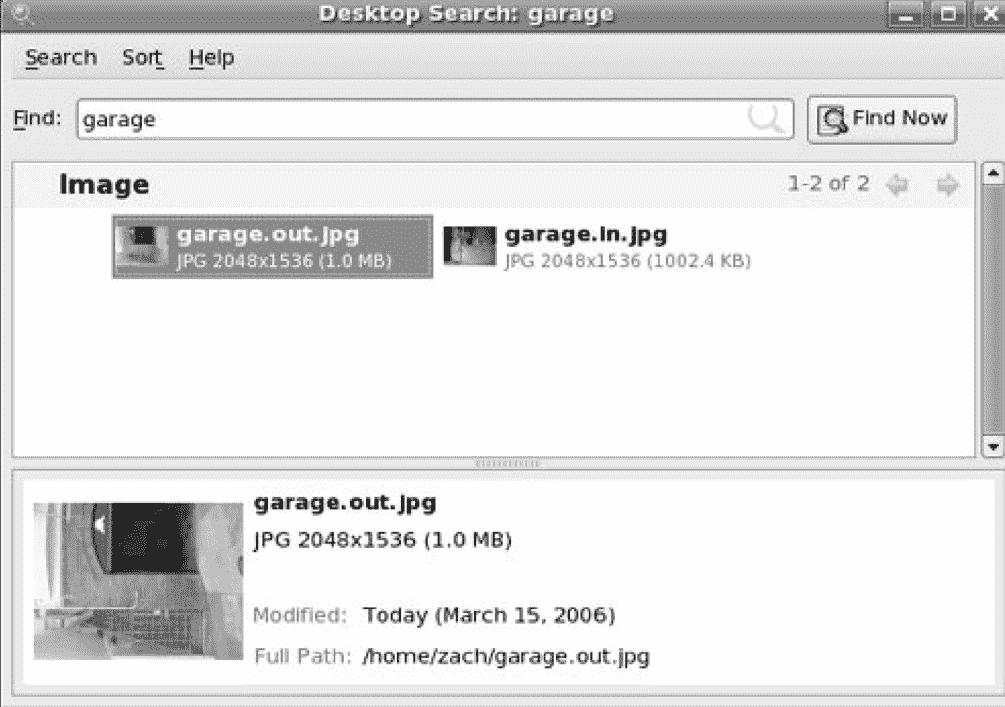 Desktop Search: garage
Search Sort Help
Find: garage Find Now
Image 1-2 of 2
garage.out.jpg garage.in.jpg
JPG 2048x1536 (1.0 MB) JPG 2048x1536 (1002.4 KB)
garage.out.jpg
JPG 2048x1536 (1.0 MB)
Modified: Today (March 15, 2006)
Full Path: /home/zach/garage.out.jpg